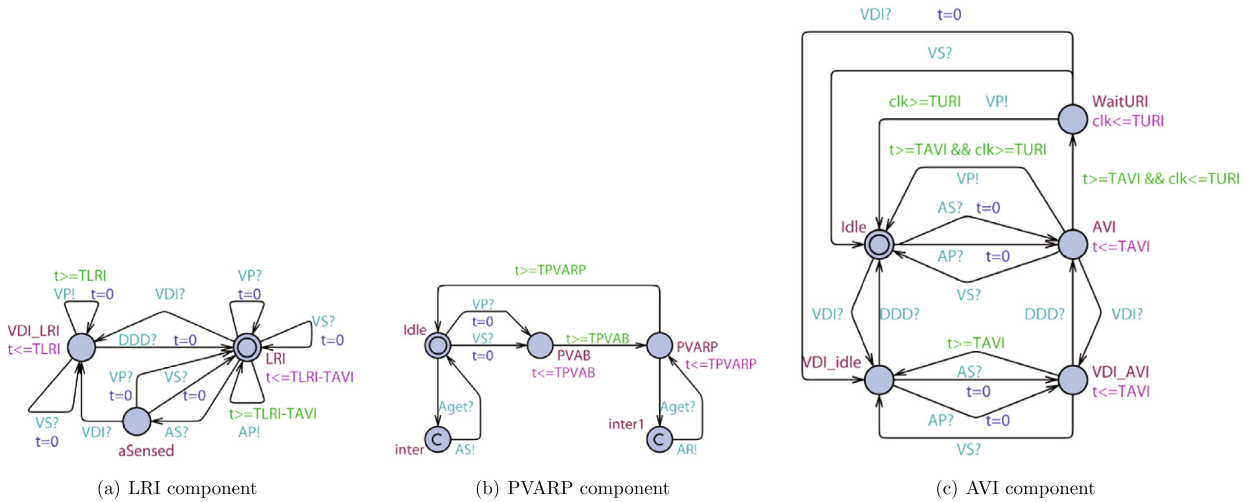 t>=TLRI
VP! t=0
VDI?
VP?
t=0
VS?
t=0
VDI_LRI
t<=TLRI
DDD? t=0
LRI
t<=TLRI-TAVI
VP?
t=0
VS?
t=0
VS?
t=0
VDI?
AS?
t>=TLRI-TAVI
AP!
aSensed
(a) LRI component
t>=TPVARP
Idle
VP?
t=0
VS?
t=0
t>=TPVAB
PVAB
t<=TPVAB
PVARP
t<=TPVARP
Aget?
Aget?
inter
C
AS!
inter1
C
AR!
(b) PVARP component
VDI? t=0
VS?
clk>=TURI VP!
WaitURI
clk<=TURI
t>=TAVI && clk>=TURI
VP!
t>=TAVI && clk<=TURI
Idle
AS? t=0
AVI
t<=TAVI
AP? t=0
VS?
VDI?
DDD?
DDD?
VDI?
VDI_idle
t>=TAVI
AS?
t=0
VDI_AVI
t<=TAVI
AP? t=0
VS?
(c) AVI component